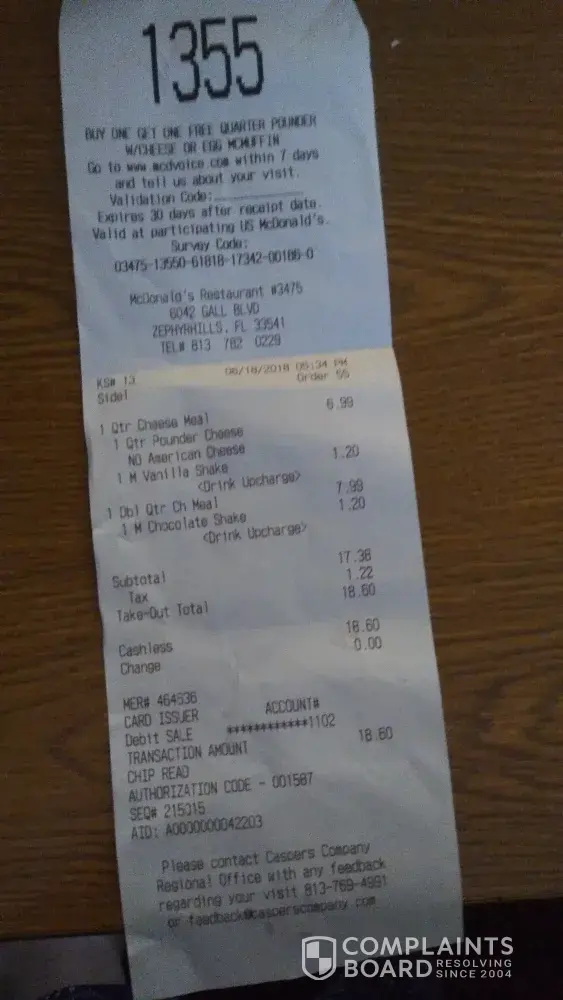 1355
BUY ONE GET ONE FREE QUARTER POUNDER
W/CHEESE OR EGG MCMUFFIN
Go to www.mcdvoice.com within 7 days
and tell us about your visit.
Validation Code:
Expires 30 days after receipt date.
Valid at participating US McDonald's.
Survey Code:
03475-13550-61818-17342-00186-0
McDonald's Restaurant #3475
6042 GALL BLVD
ZEPHYRHILLS, FL 33541
TEL# 813 782 0229
KS# 13 06/18/2018 05:34 PM
Side1 Order 55
1 Qtr Cheese Meal 6.99
1 Qtr Pounder Cheese
NO American Cheese
1 M Vanilla Shake 1.20
<Drink Upcharge>
1 Dbl Qtr Ch Meal 7.99
1 M Chocolate Shake 1.20
<Drink Upcharge>
Subtotal 17.38
Tax 1.22
Take-Out Total 18.60
Cashless 18.60
Change 0.00
MER# 464636
CARD ISSUER ACCOUNT#
Debit SALE ************1102
TRANSACTION AMOUNT 18.60
CHIP READ
AUTHORIZATION CODE - 001587
SEQ# 215015
AID: A0000000042203
Please contact Caspers Company
Regional Office with any feedback
regarding your visit 813-769-4991
or feedback@casperscompany.com
COMPLAINTS
BOARD RESOLVING
SINCE 2004